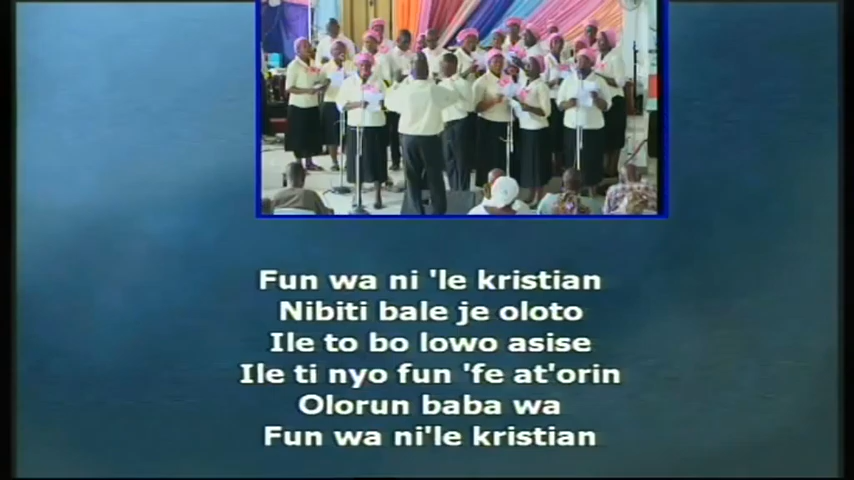 Fun wa ni 'le kristian
Nibiti bale je oloto
Ile to bo lowo asise
Ile ti nyo fun 'fe at'orin
Olorun baba wa
Fun wa ni'le kristian